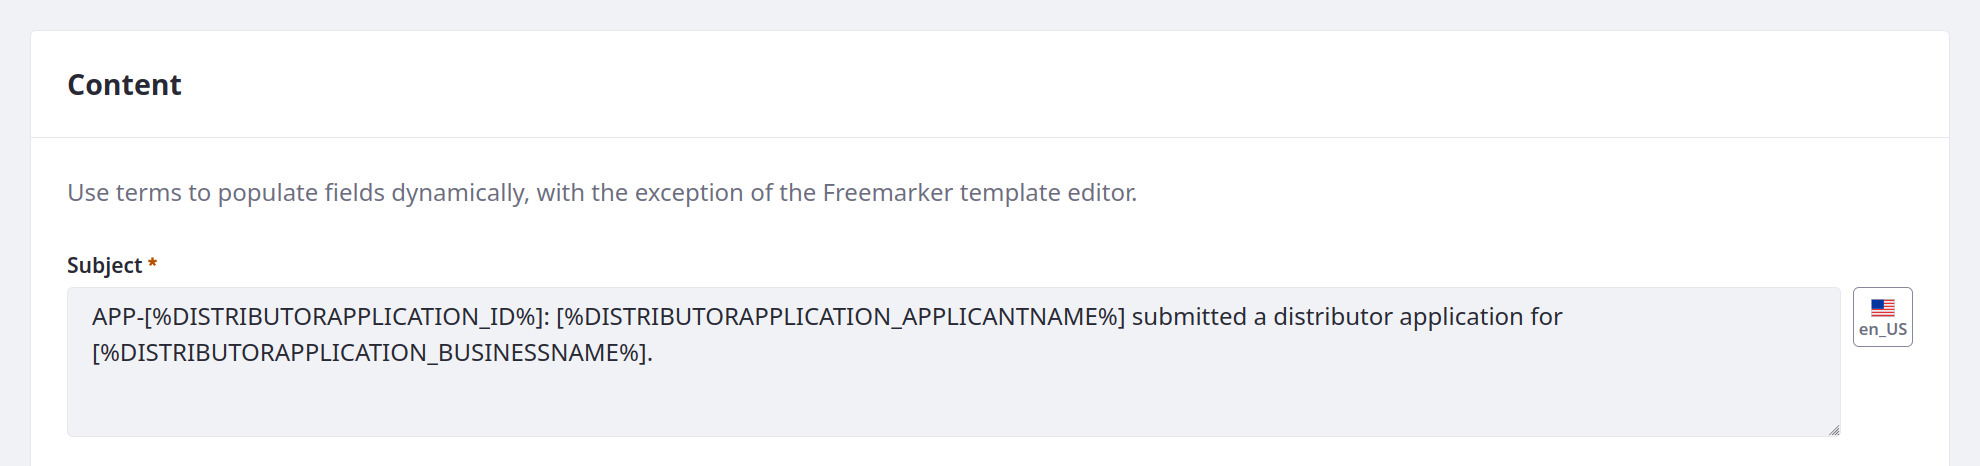 Content
Use terms to populate fields dynamically, with the exception of the Freemarker template editor.
Subject *
APP-[%DISTRIBUTORAPPLICATION_ID%]: [%DISTRIBUTORAPPLICATION_APPLICANTNAME%] submitted a distributor application for
[%DISTRIBUTORAPPLICATION_BUSINESSNAME%].
en_US